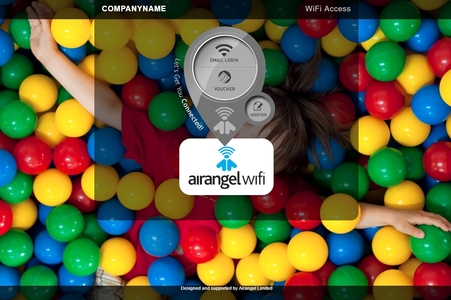 COMPANYNAME
WiFi Access
EMAIL LOGIN
VOUCHER
REGISTER
Let's Get You Connected!
airangel wifi
Designed and supported by Airangel Limited